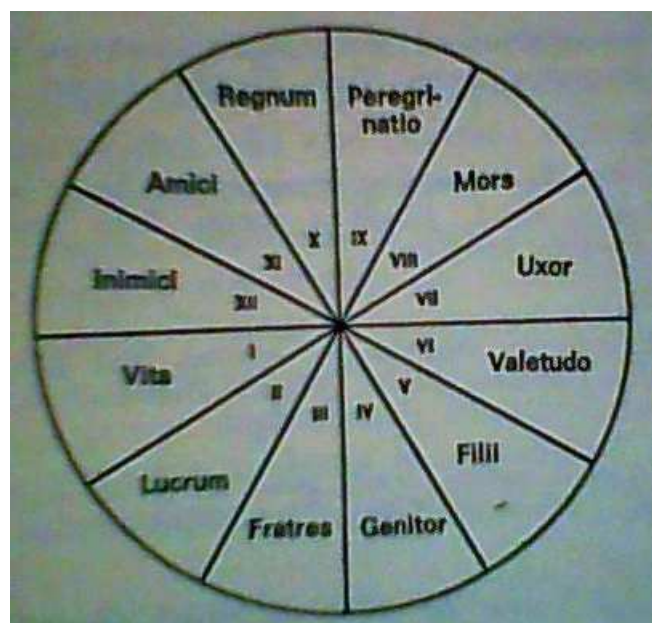 Regnum
Peregri-
natio
Amici
Mors
Inimici
Uxor
Vita
Valetudo
Lucrum
Filii
Fratres
Genitor
X
IX
XI
VIII
XII
VII
I
VI
II
V
III
IV